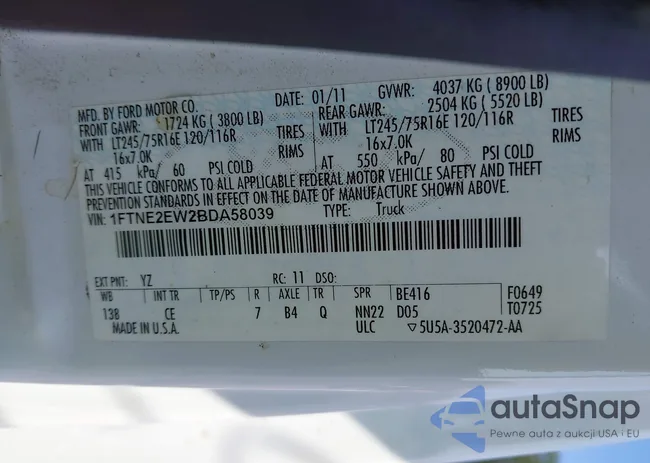 MFD. BY FORD MOTOR CO.
DATE: 01/11
GVWR: 4037 KG ( 8900 LB)
FRONT GAWR: 1724 KG ( 3800 LB)
REAR GAWR: 2504 KG ( 5520 LB)
WITH LT245/75R16E 120/116R TIRES
WITH LT245/75R16E 120/116R TIRES
16x7.0K RIMS
16x7.0K RIMS
AT 415 kPa/ 60 PSI COLD
AT 550 kPa/ 80 PSI COLD
THIS VEHICLE CONFORMS TO ALL APPLICABLE FEDERAL MOTOR VEHICLE SAFETY AND THEFT
PREVENTION STANDARDS IN EFFECT ON THE DATE OF MANUFACTURE SHOWN ABOVE.
VIN: 1FTNE2EW2BDA58039
TYPE: Truck
EXT PNT: YZ
RC: 11 DSO:
WB INT TR TP/PS R AXLE TR SPR BE416 F0649
138 CE 7 B4 Q NN22 D05 T0725
MADE IN U.S.A. ULC ▽5U5A-3520472-AA
autaSnap
Pewne auta z aukcji USA i EU